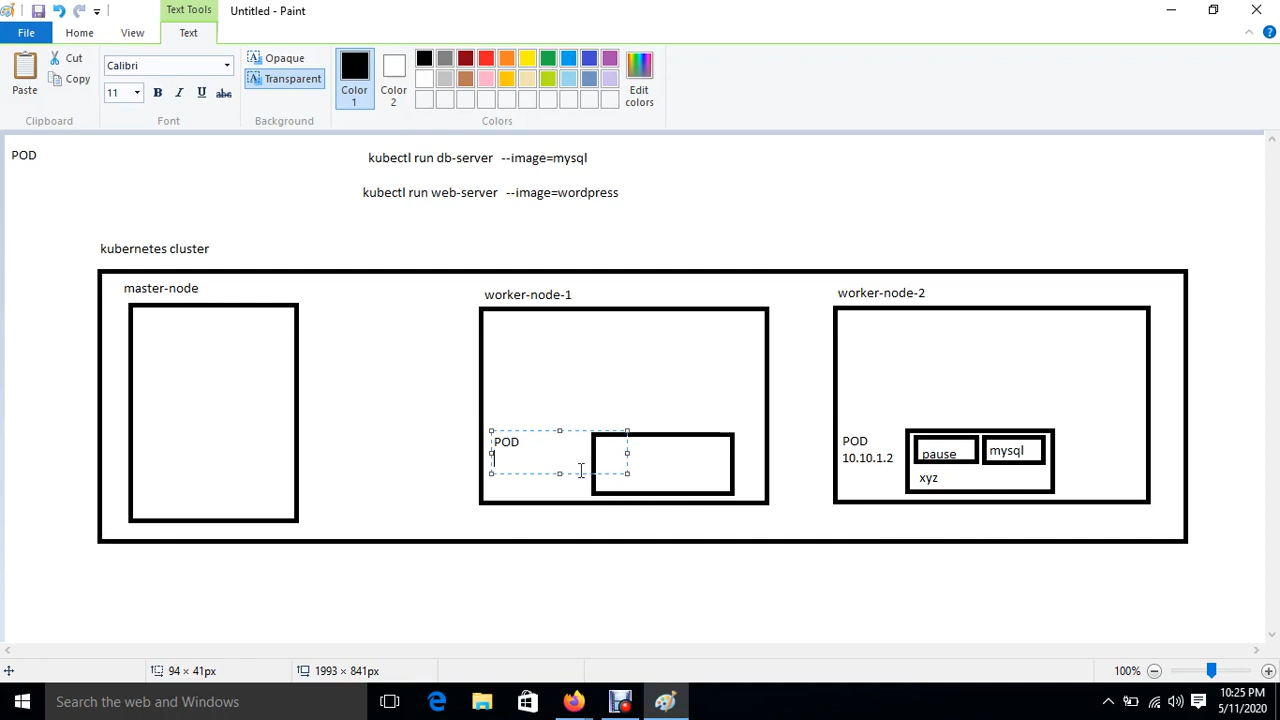 Text Tools
Untitled - Paint
File
Home
View
Text
Paste
Cut
Copy
Clipboard
Calibri
11
B
I
U
abc
Font
Opaque
Transparent
Background
Color 1
Color 2
Edit colors
Colors
POD
kubectl run db-server --image=mysql
kubectl run web-server --image=wordpress
kubernetes cluster
master-node
worker-node-1
worker-node-2
POD
POD
10.10.1.2
pause
mysql
xyz
94 × 41px
1993 × 841px
100%
Search the web and Windows
10:25 PM
5/11/2020